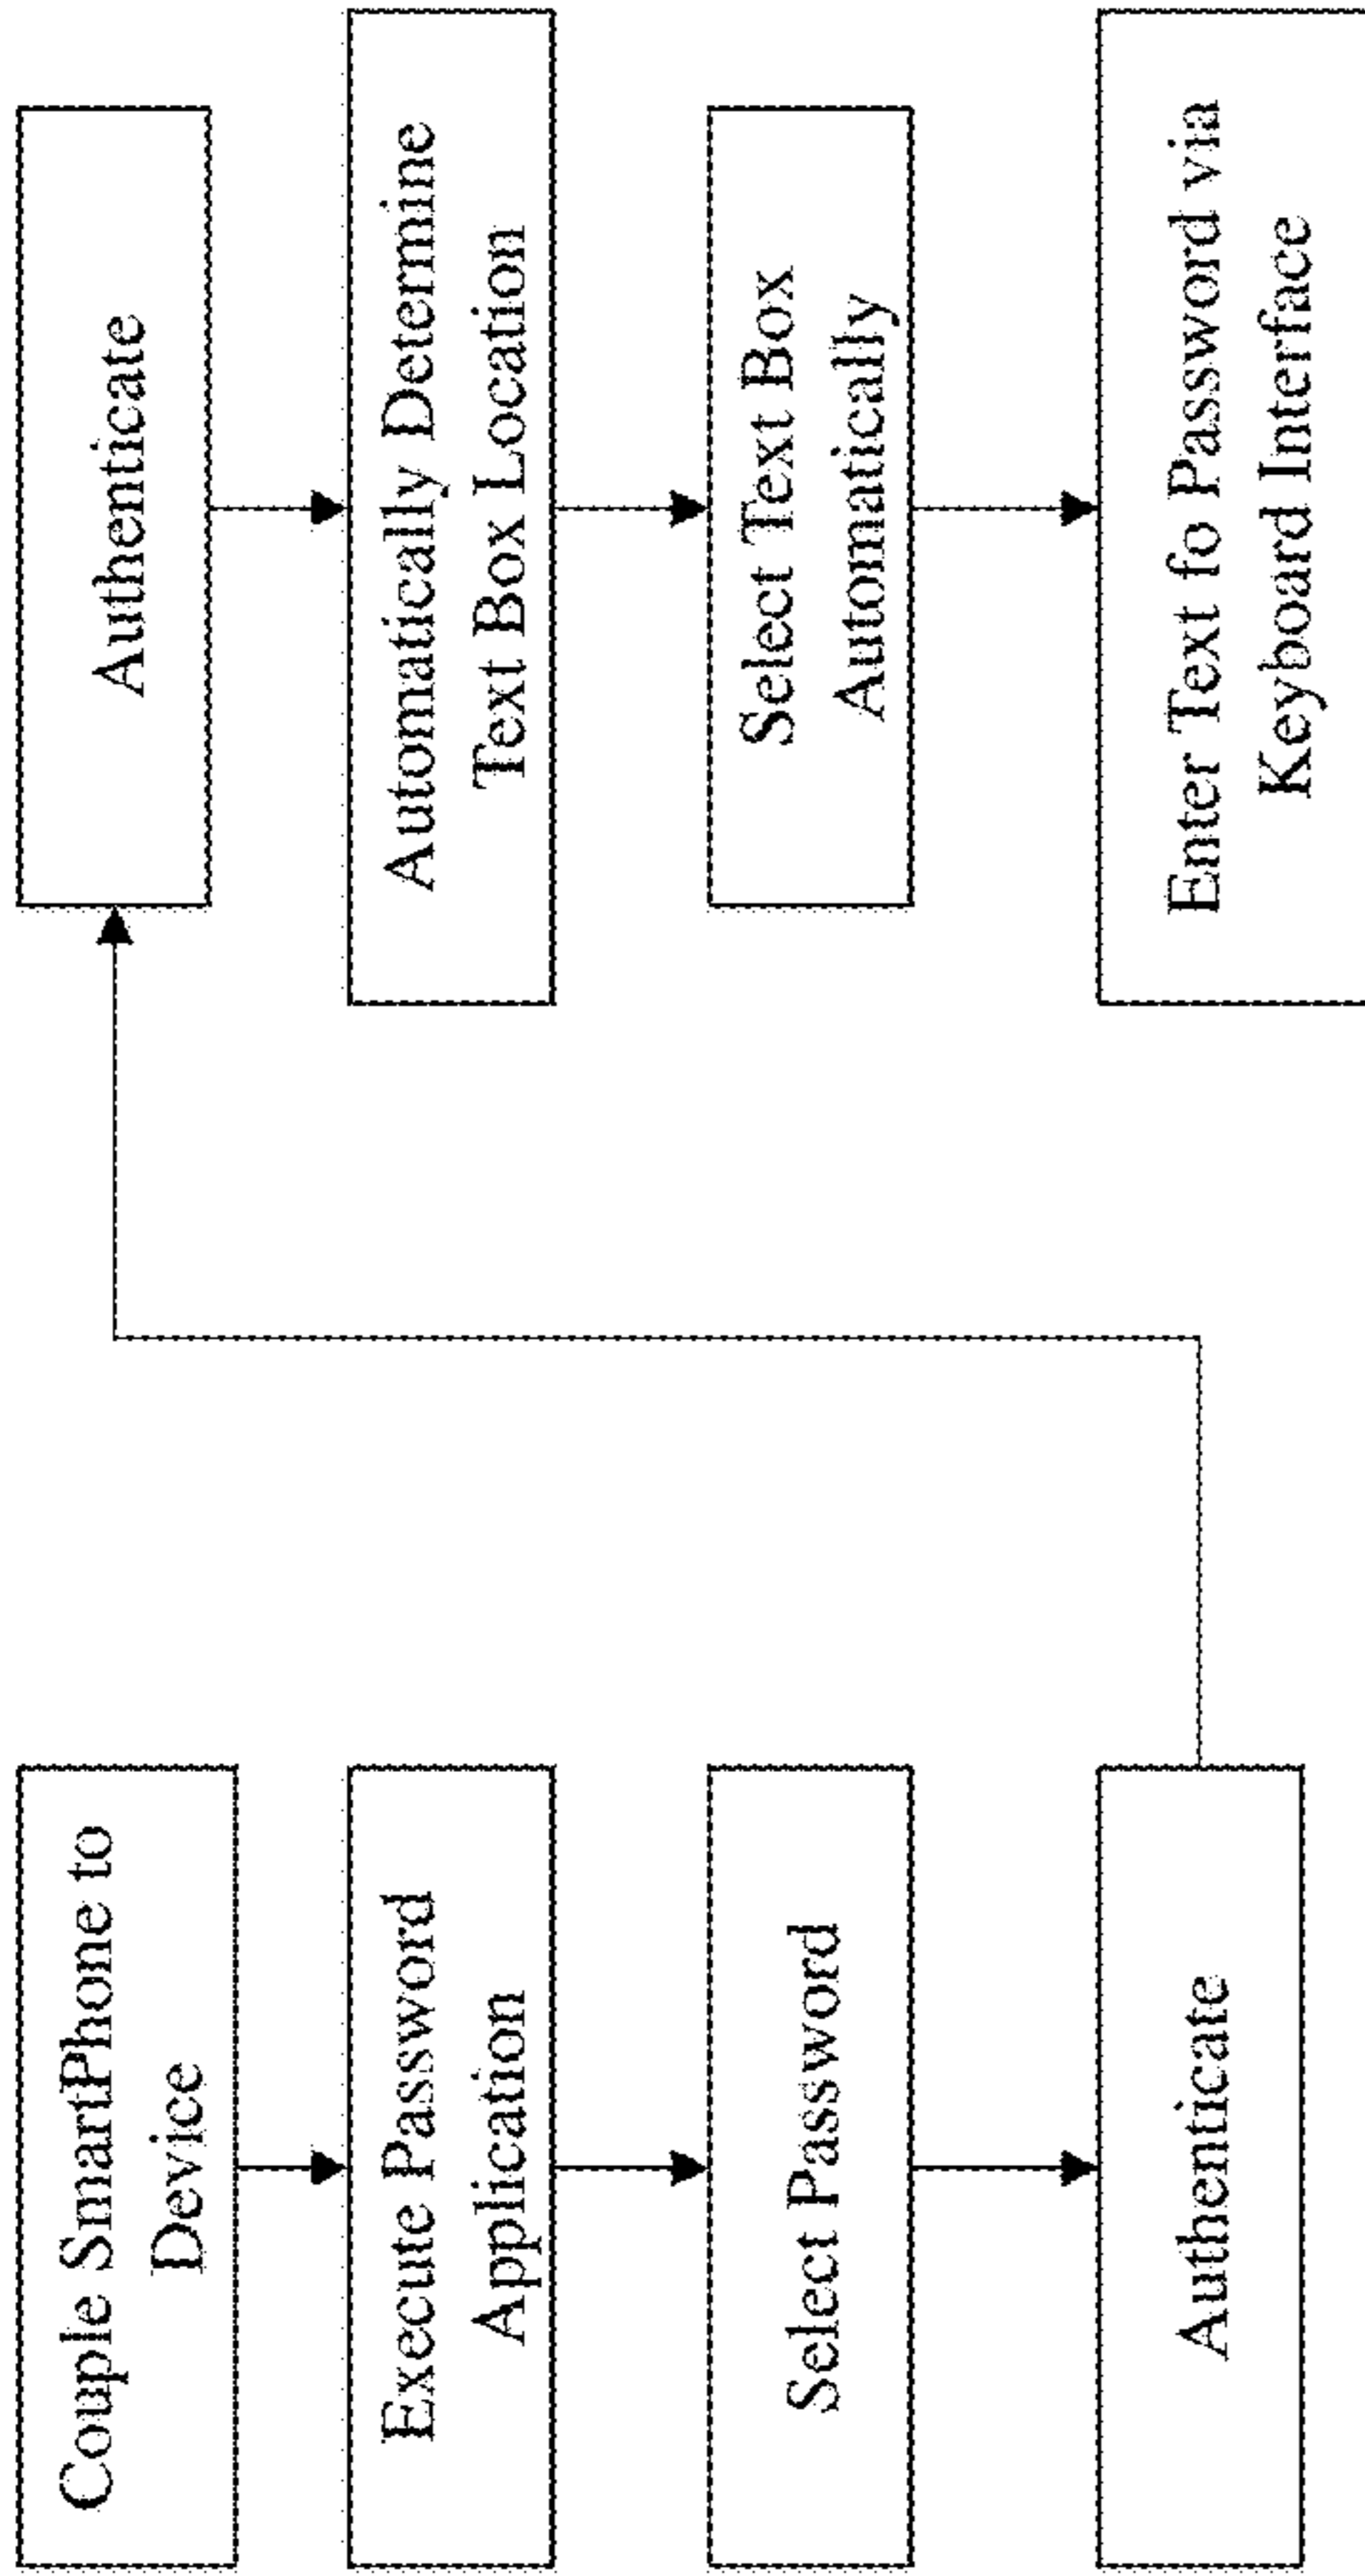 Couple SmartPhone to
Device
Execute Password
Application
Select Password
Authenticate
Authenticate
Automatically Determine
Text Box Location
Select Text Box
Automatically
Enter Text fo Password via
Keyboard Interface